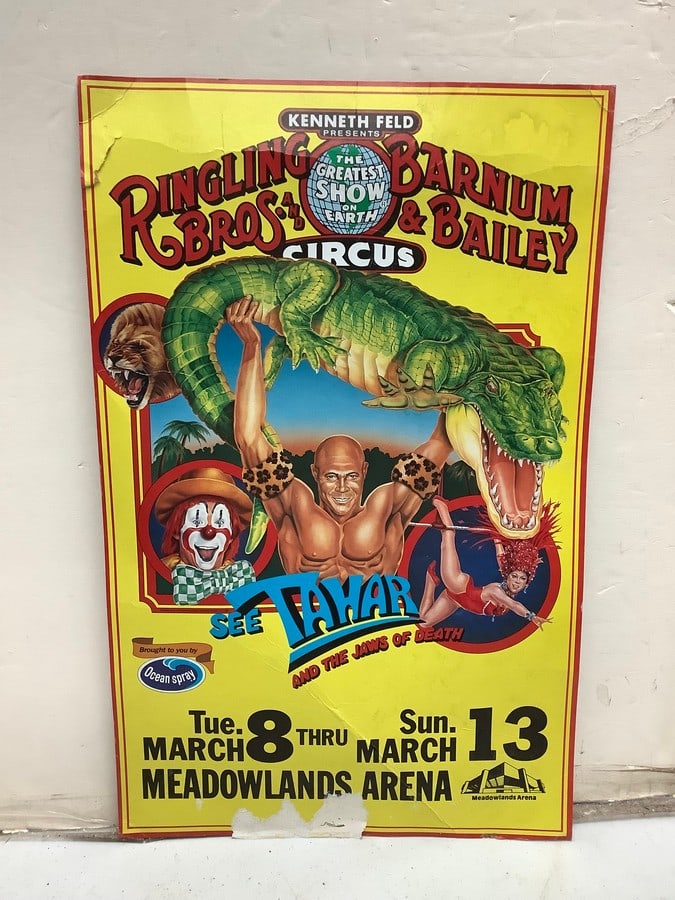 KENNETH FELD
PRESENTS
RINGLING BROS. AND BARNUM & BAILEY
THE
GREATEST
SHOW
ON
EARTH
CIRCUS
SEE TAHAR
AND THE JAWS OF DEATH
Brought to you by
Ocean spray
Tue. MARCH 8 THRU Sun. MARCH 13
MEADOWLANDS ARENA
Meadowlands Arena